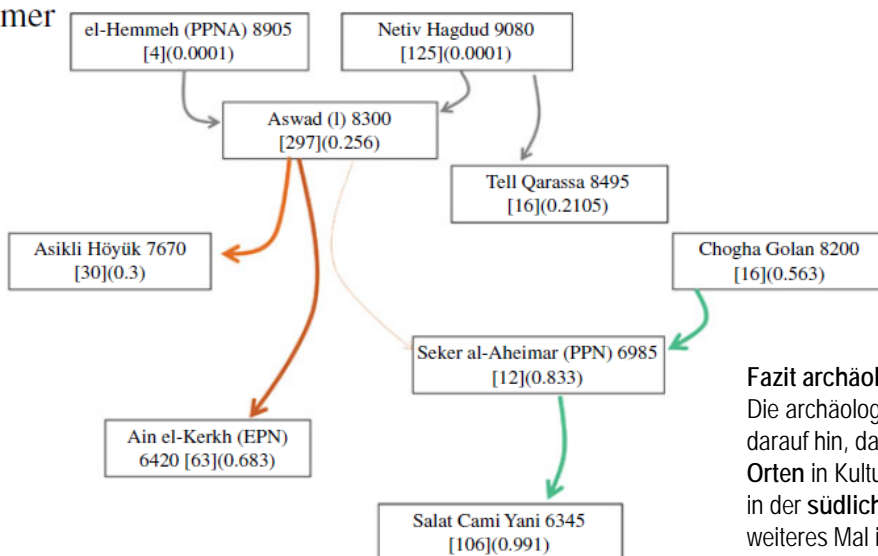 mer
el-Hemmeh (PPNA) 8905
[4](0.0001)
Netiv Hagdud 9080
[125](0.0001)
Aswad (l) 8300
[297](0.256)
Tell Qarassa 8495
[16](0.2105)
Asikli Höyük 7670
[30](0.3)
Chogha Golan 8200
[16](0.563)
Seker al-Aheimar (PPN) 6985
[12](0.833)
Ain el-Kerkh (EPN)
6420 [63](0.683)
Salat Cami Yani 6345
[106](0.991)
Fazit archäol
Die archäolog
darauf hin, da
Orten in Kultu
in der südlich
weiteres Mal i